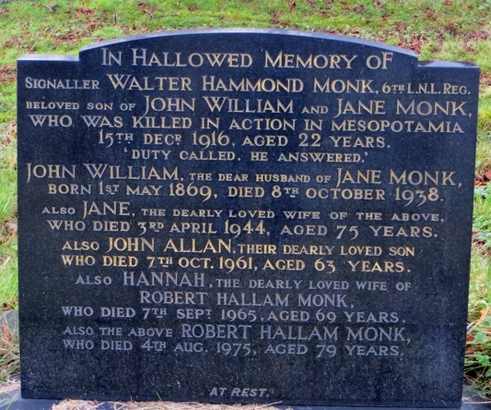 IN HALLOWED MEMORY OF
SIGNALLER WALTER HAMMOND MONK, 6TH L.N.L. REG.
BELOVED SON OF JOHN WILLIAM AND JANE MONK,
WHO WAS KILLED IN ACTION IN MESOPOTAMIA
15TH DECR 1916, AGED 22 YEARS.
'DUTY CALLED. HE ANSWERED.'
JOHN WILLIAM, THE DEAR HUSBAND OF JANE MONK,
BORN 1ST MAY 1869, DIED 8TH OCTOBER 1938.
ALSO JANE, THE DEARLY LOVED WIFE OF THE ABOVE,
WHO DIED 3RD APRIL 1944, AGED 75 YEARS.
ALSO JOHN ALLAN, THEIR DEARLY LOVED SON
WHO DIED 7TH OCT. 1961, AGED 63 YEARS.
ALSO HANNAH, THE DEARLY LOVED WIFE OF
ROBERT HALLAM MONK,
WHO DIED 7TH SEPT 1965, AGED 69 YEARS.
ALSO THE ABOVE ROBERT HALLAM MONK,
WHO DIED 4TH AUG. 1975, AGED 79 YEARS.
AT REST.